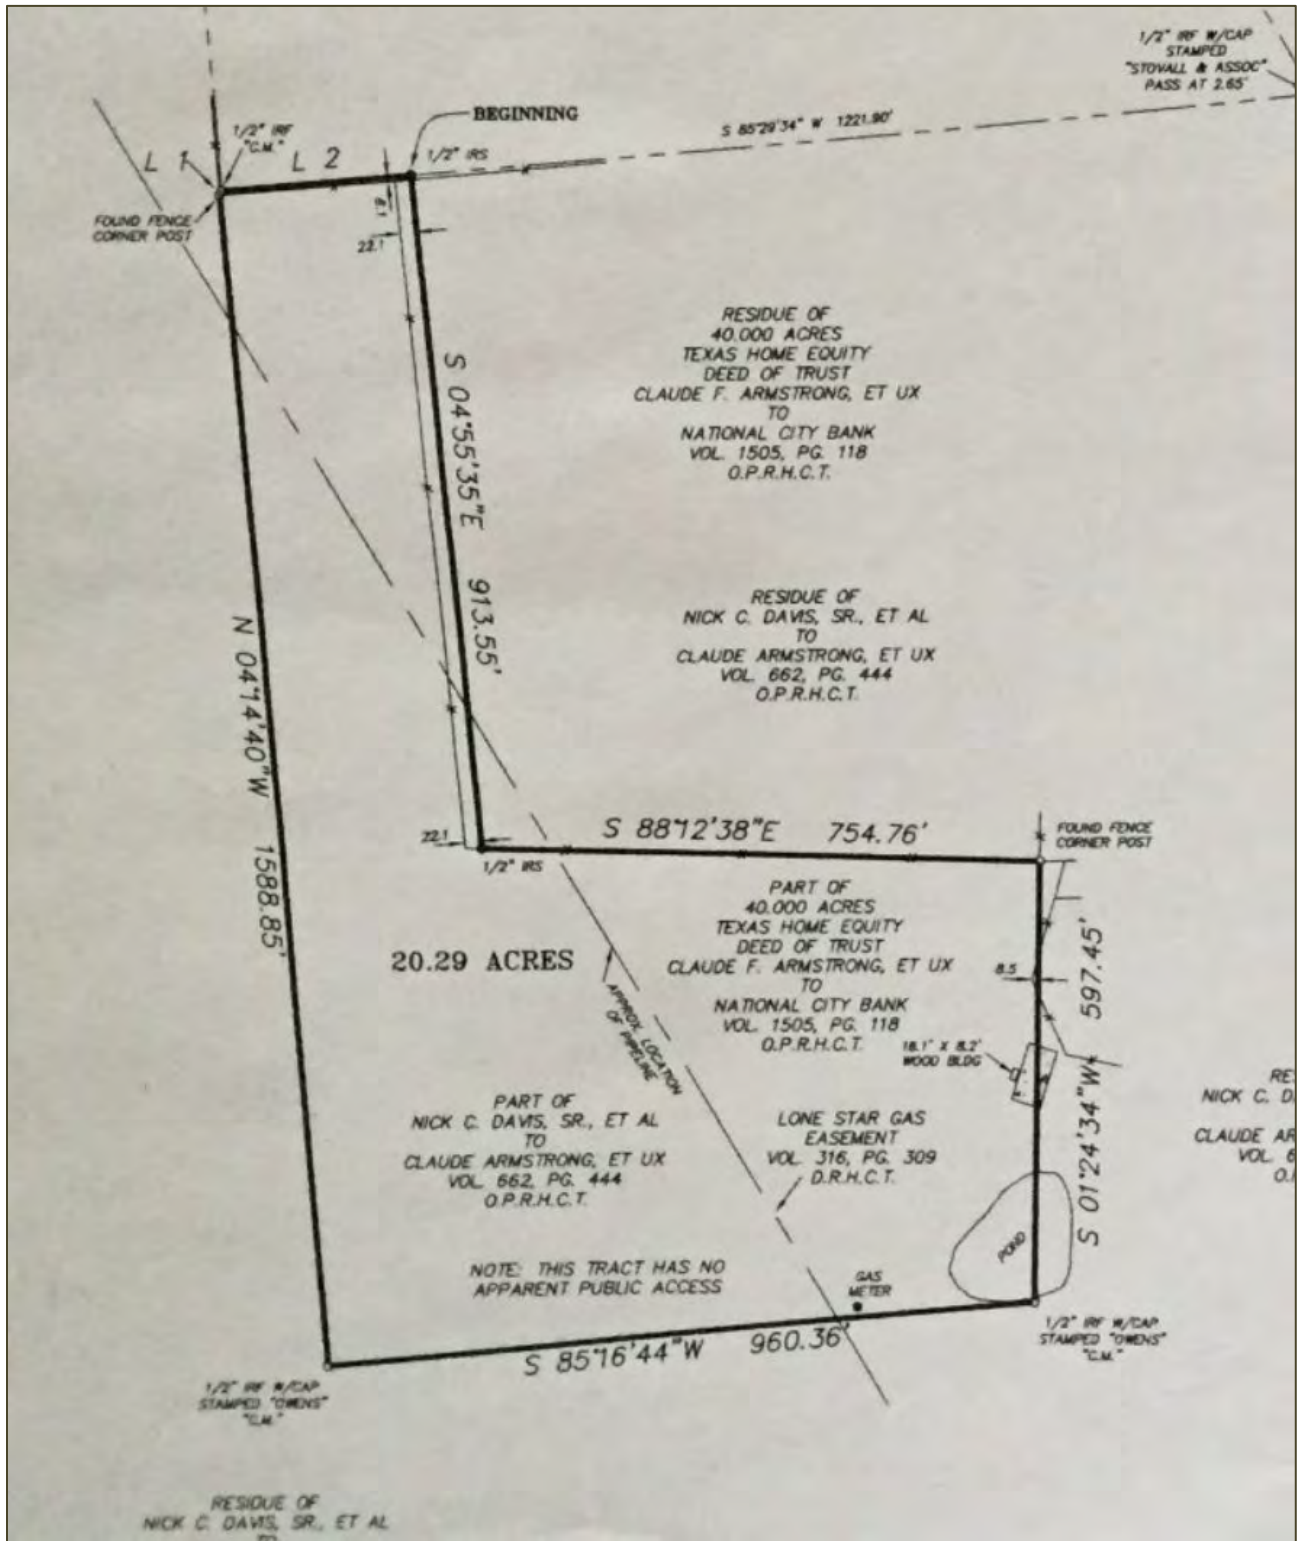 1/2" IRF W/CAP
STAMPED
"STOVALL & ASSOC"
PASS AT 2.65'
BEGINNING
S 85°29'34" W 1221.90'
1/2" IRF
"C.M."
L 1
L 2
1/2" IRS
FOUND FENCE
CORNER POST
22.1
S 04°55'35"E 913.55'
RESIDUE OF
40.000 ACRES
TEXAS HOME EQUITY
DEED OF TRUST
CLAUDE F. ARMSTRONG, ET UX
TO
NATIONAL CITY BANK
VOL. 1505, PG. 118
O.P.R.H.C.T.
RESIDUE OF
NICK C. DAVIS, SR., ET AL
TO
CLAUDE ARMSTRONG, ET UX
VOL. 662, PG. 444
O.P.R.H.C.T.
N 04°14'40"W 1588.85'
22.1
1/2" IRS
S 88°12'38"E 754.76'
FOUND FENCE
CORNER POST
20.29 ACRES
PART OF
40.000 ACRES
TEXAS HOME EQUITY
DEED OF TRUST
CLAUDE F. ARMSTRONG, ET UX
TO
NATIONAL CITY BANK
VOL. 1505, PG. 118
O.P.R.H.C.T.
8.5
S 01°24'34"W 597.45'
18.1' X 8.2'
WOOD BLDG
APPROX. LOCATION
OF PIPELINE
PART OF
NICK C. DAVIS, SR., ET AL
TO
CLAUDE ARMSTRONG, ET UX
VOL. 662, PG. 444
O.P.R.H.C.T.
LONE STAR GAS
EASEMENT
VOL. 316, PG. 309
D.R.H.C.T.
NICK C. D
CLAUDE AR
POND
NOTE: THIS TRACT HAS NO
APPARENT PUBLIC ACCESS
GAS
METER
S 85°16'44"W 960.36'
1/2" IRF W/CAP
STAMPED "OWENS"
"C.M."
1/2" IRF W/CAP
STAMPED "OWENS"
"C.M."
RESIDUE OF
NICK C. DAVIS, SR., ET AL
TO